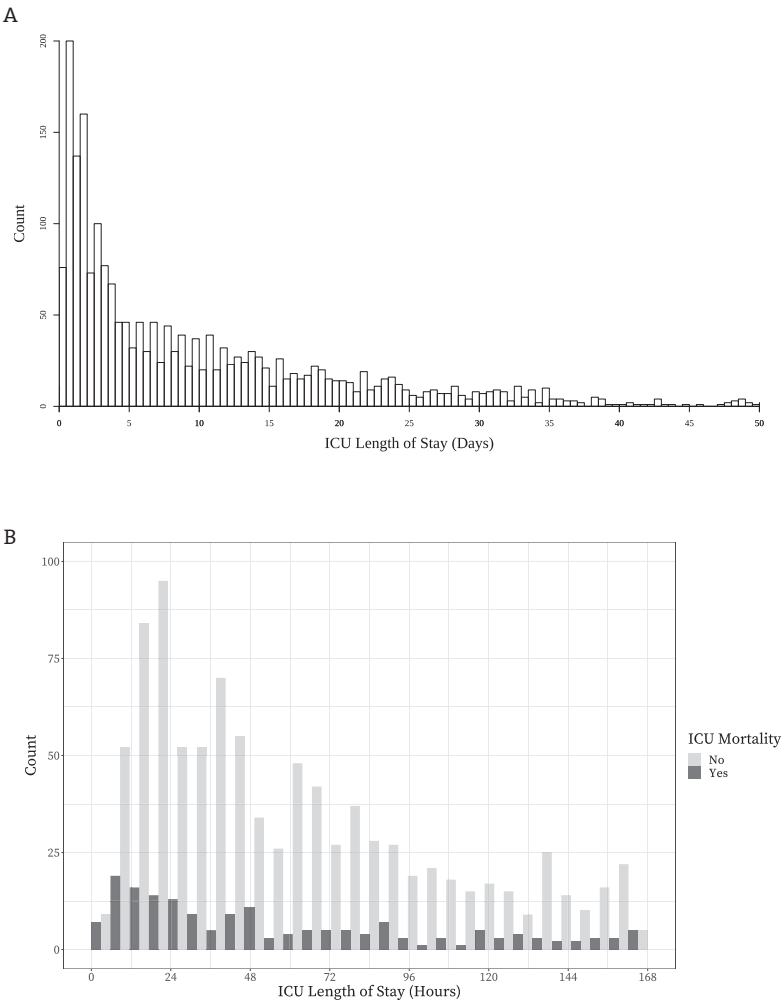 A
200
150
100
50
0
Count
0 5 10 15 20 25 30 35 40 45 50
ICU Length of Stay (Days)
B
100
75
50
25
0
Count
0 24 48 72 96 120 144 168
ICU Length of Stay (Hours)
ICU Mortality
No
Yes